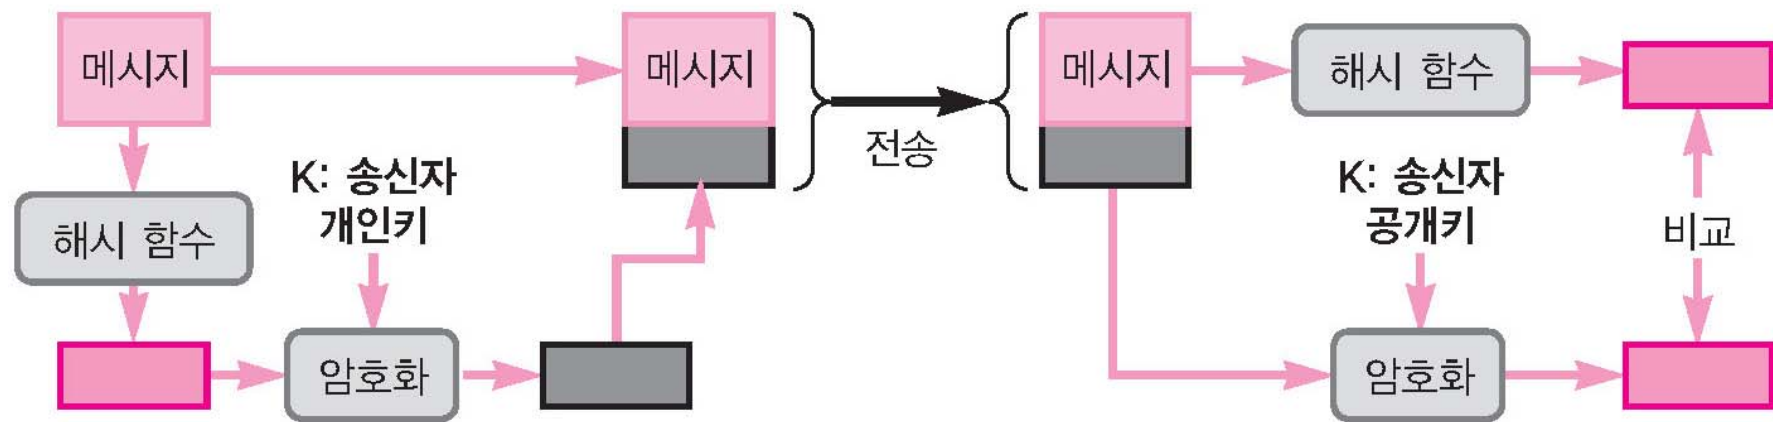 메시지
메시지
메시지
해시 함수
전송
K: 송신자
개인키
K: 송신자
공개키
해시 함수
비교
암호화
암호화